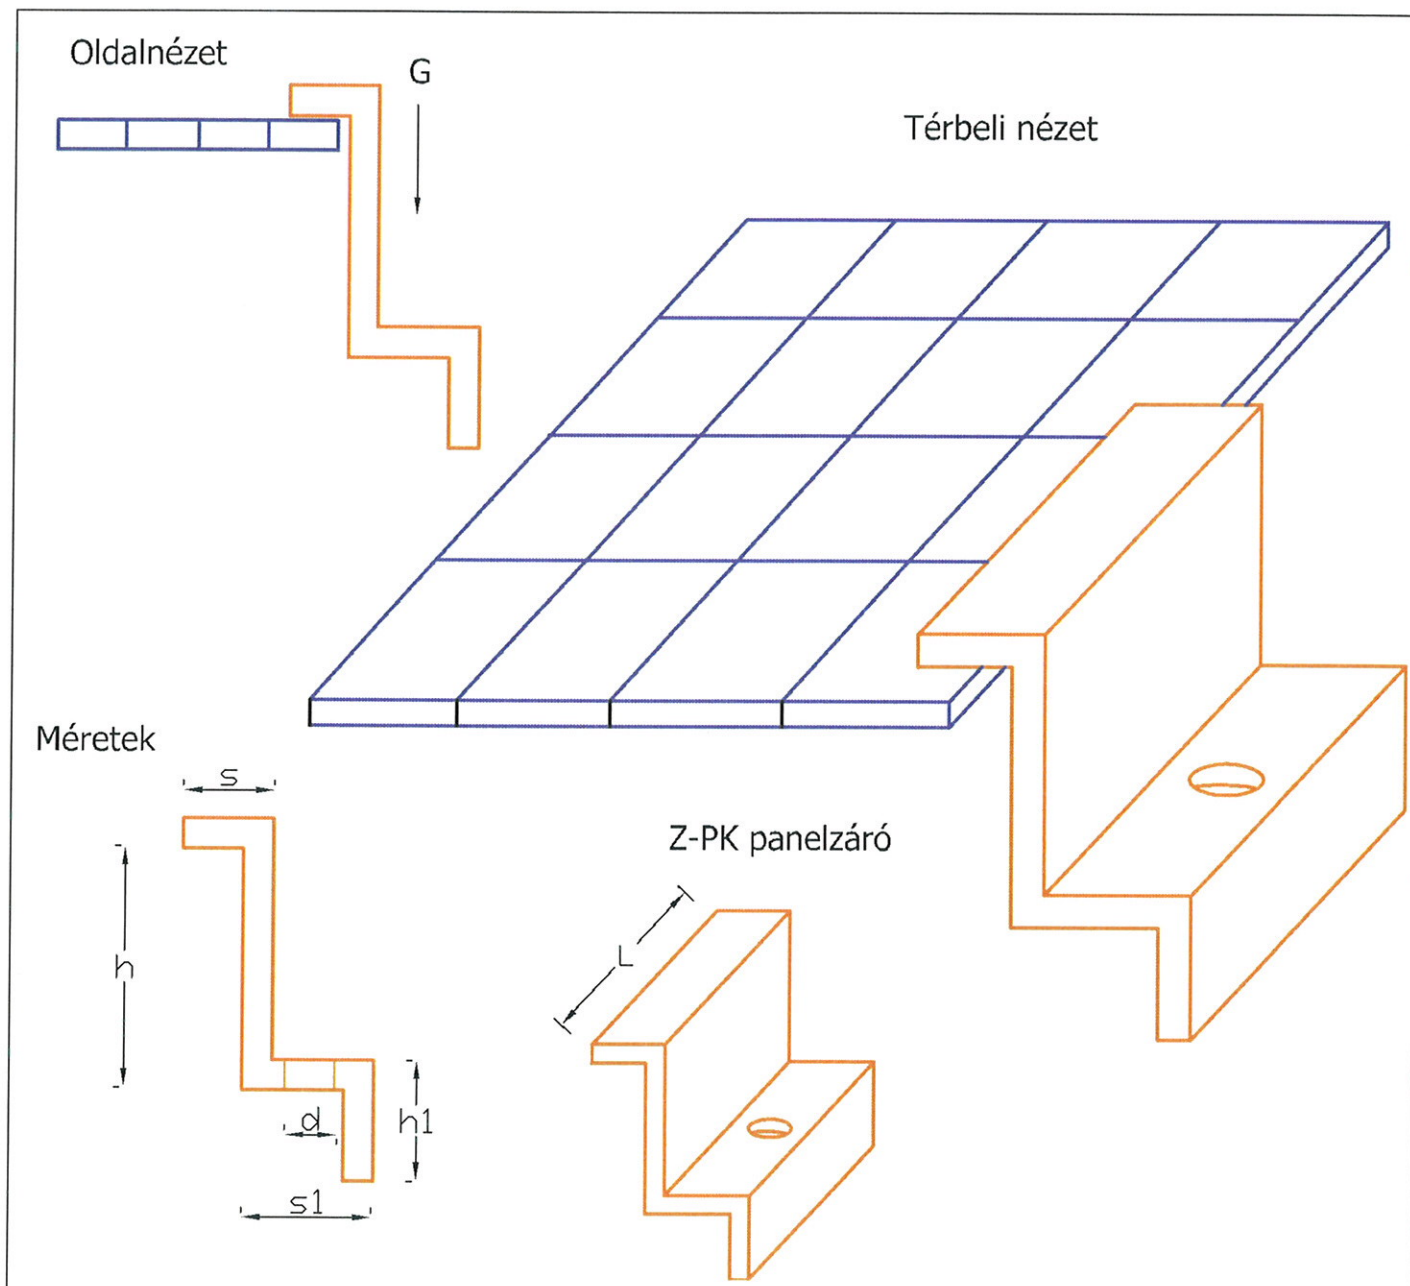 Oldalnézet
G
Térbeli nézet
Méretek
s
h
d
h1
s1
Z-PK panelzáró
L